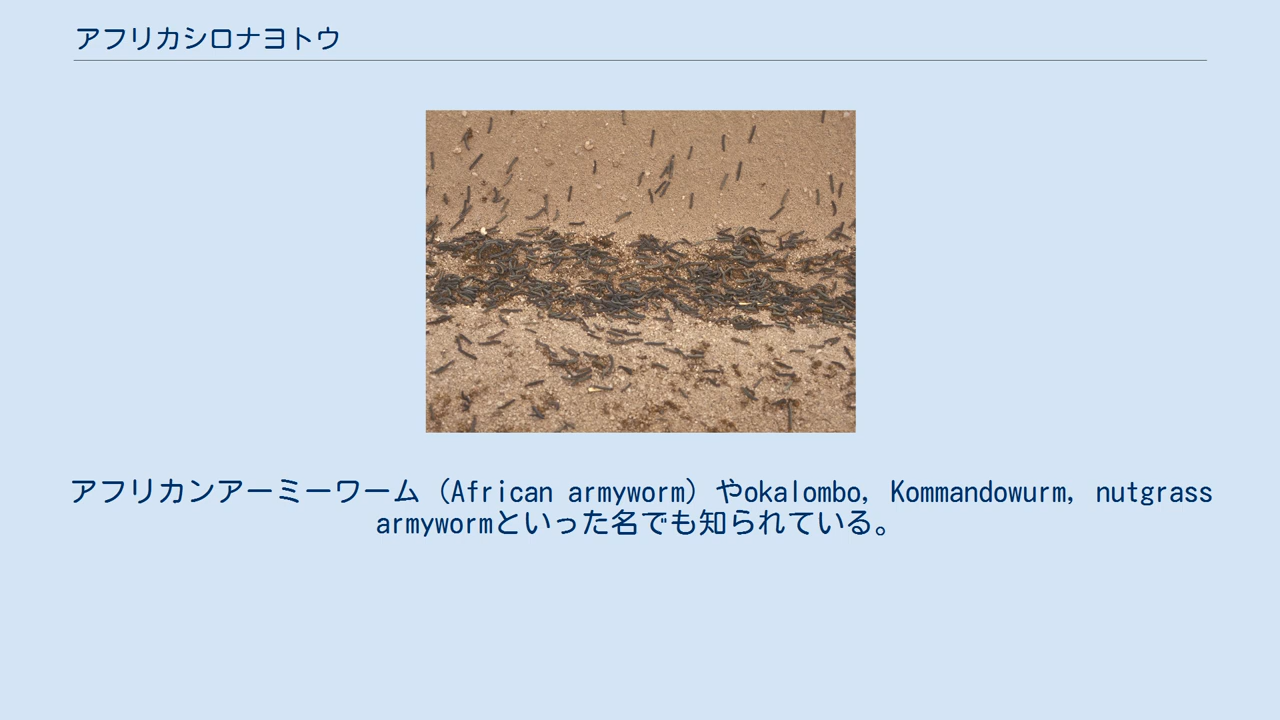 アフリカシロナヨトウ
アフリカンアーミーワーム（African armyworm）やokalombo, Kommandowurm, nutgrass
armywormといった名でも知られている。